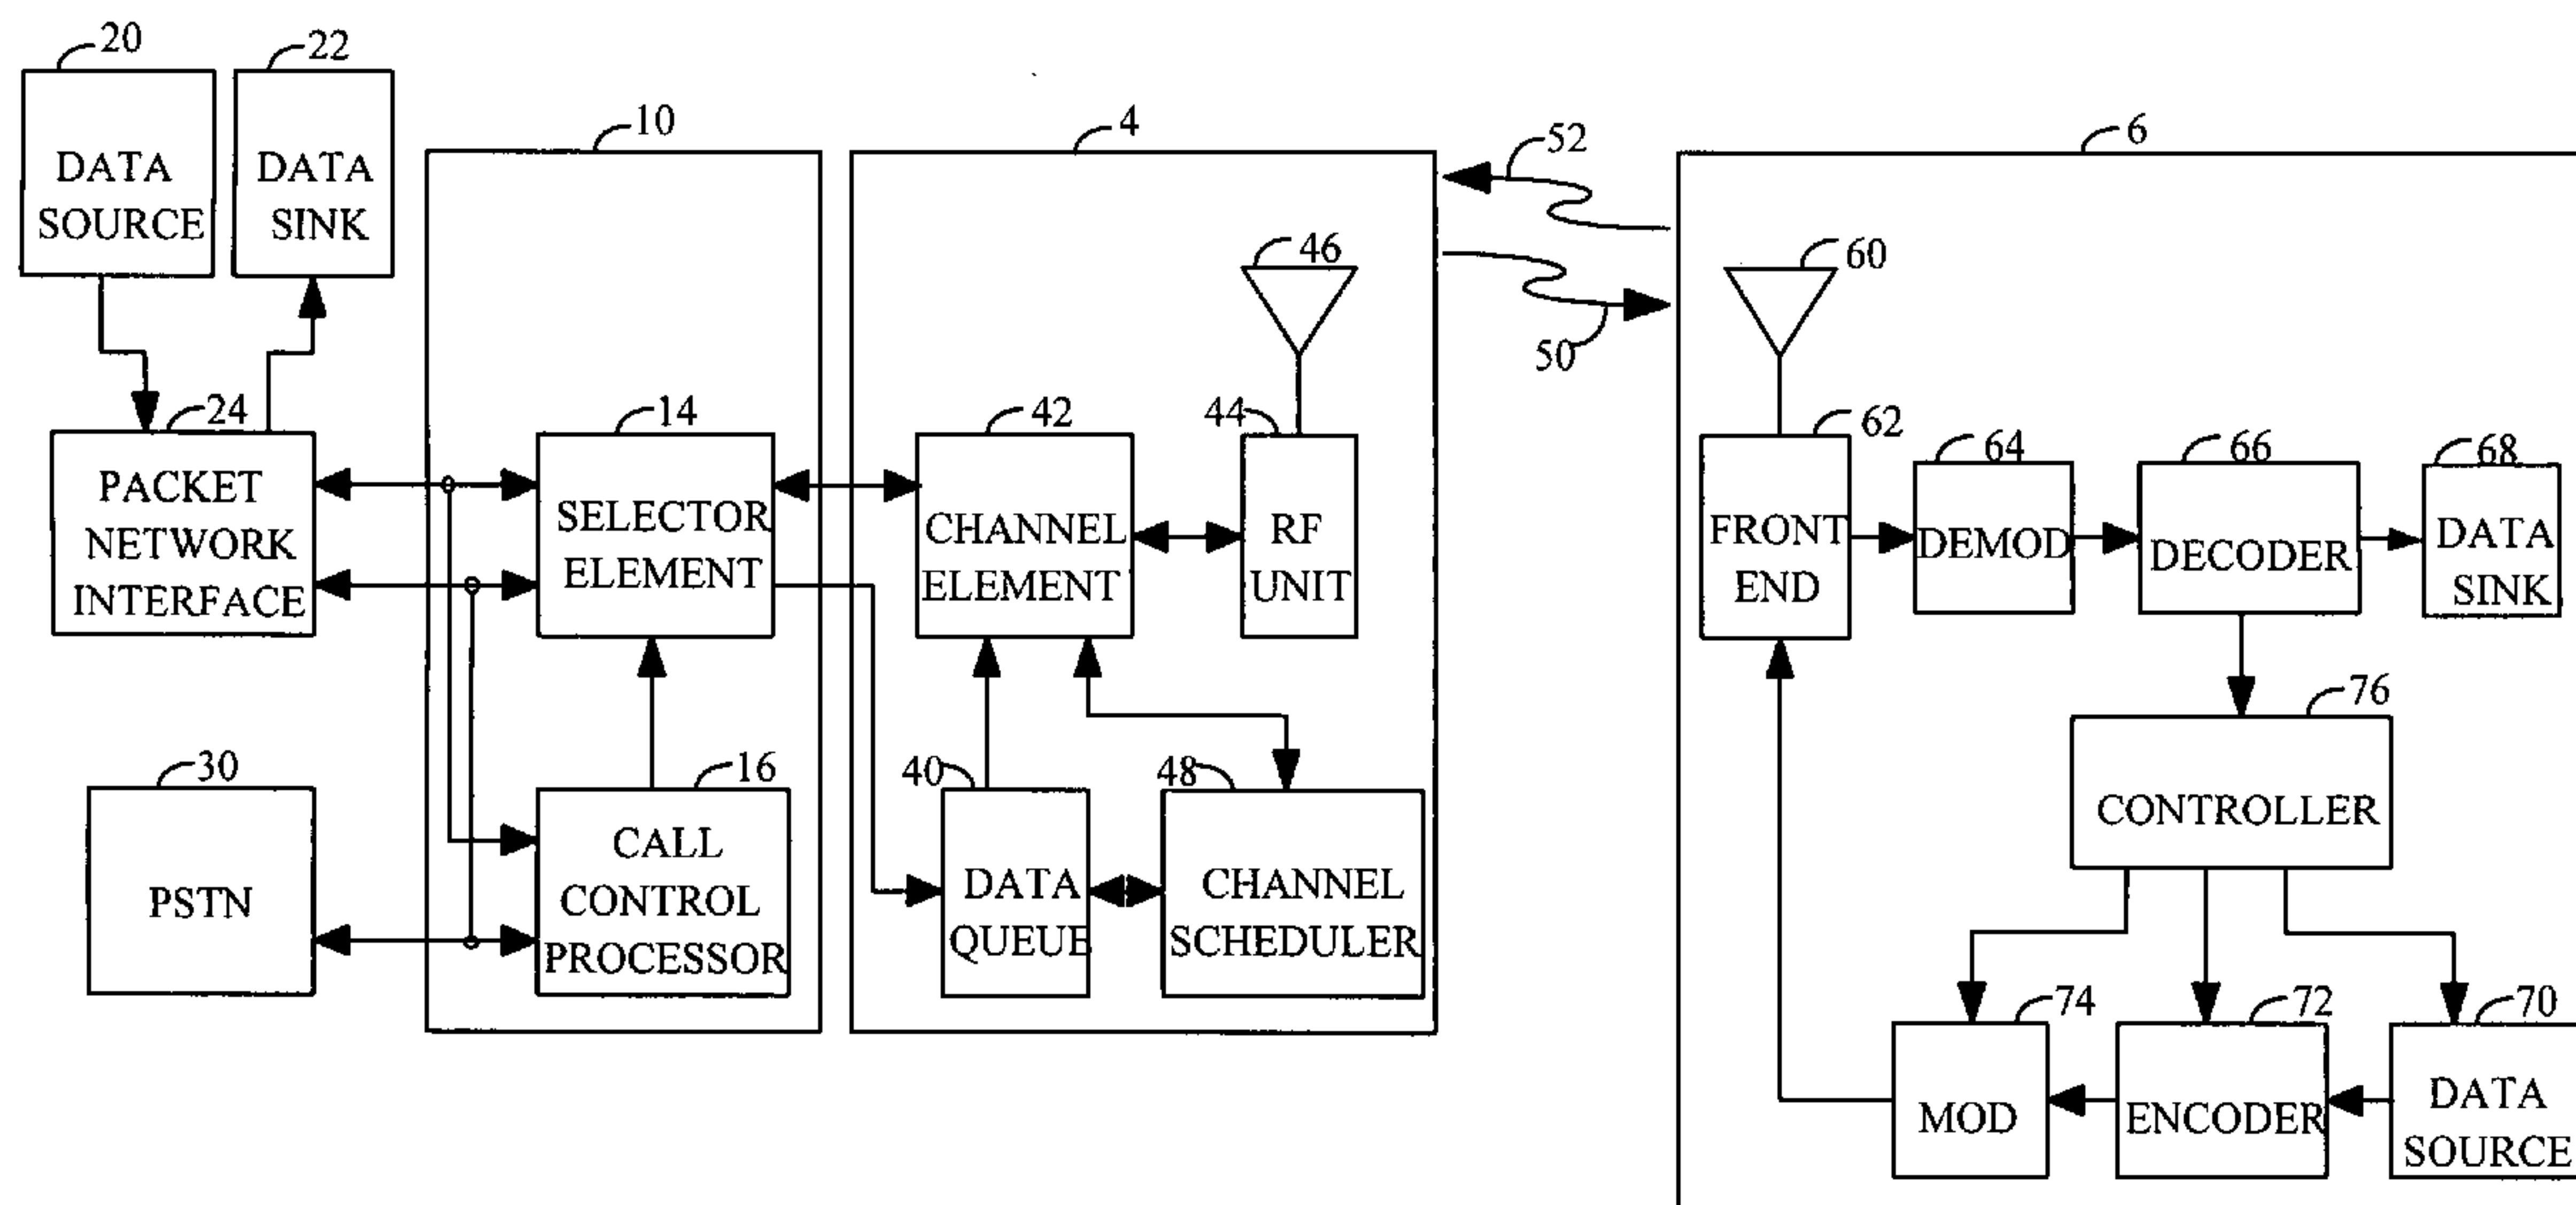 20
22
DATA
SOURCE
DATA
SINK
10
4
52
6
46
50
60
24
PACKET
NETWORK
INTERFACE
14
SELECTOR
ELEMENT
42
CHANNEL
ELEMENT
44
RF
UNIT
62
FRONT
END
64
DEMOD
66
DECODER
68
DATA
SINK
76
CONTROLLER
30
PSTN
16
CALL
CONTROL
PROCESSOR
40
DATA
QUEUE
48
CHANNEL
SCHEDULER
74
MOD
72
ENCODER
70
DATA
SOURCE